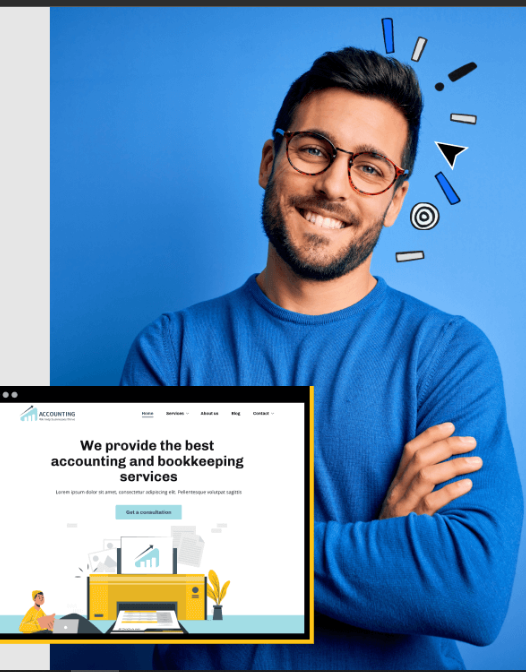 ACCOUNTING
Home Services About us Blog Contact
We provide the best
accounting and bookkeeping
services
Lorem ipsum dolor sit amet, consectetur adipiscing elit. Pellentesque volutpat sagittis
Get a consultation